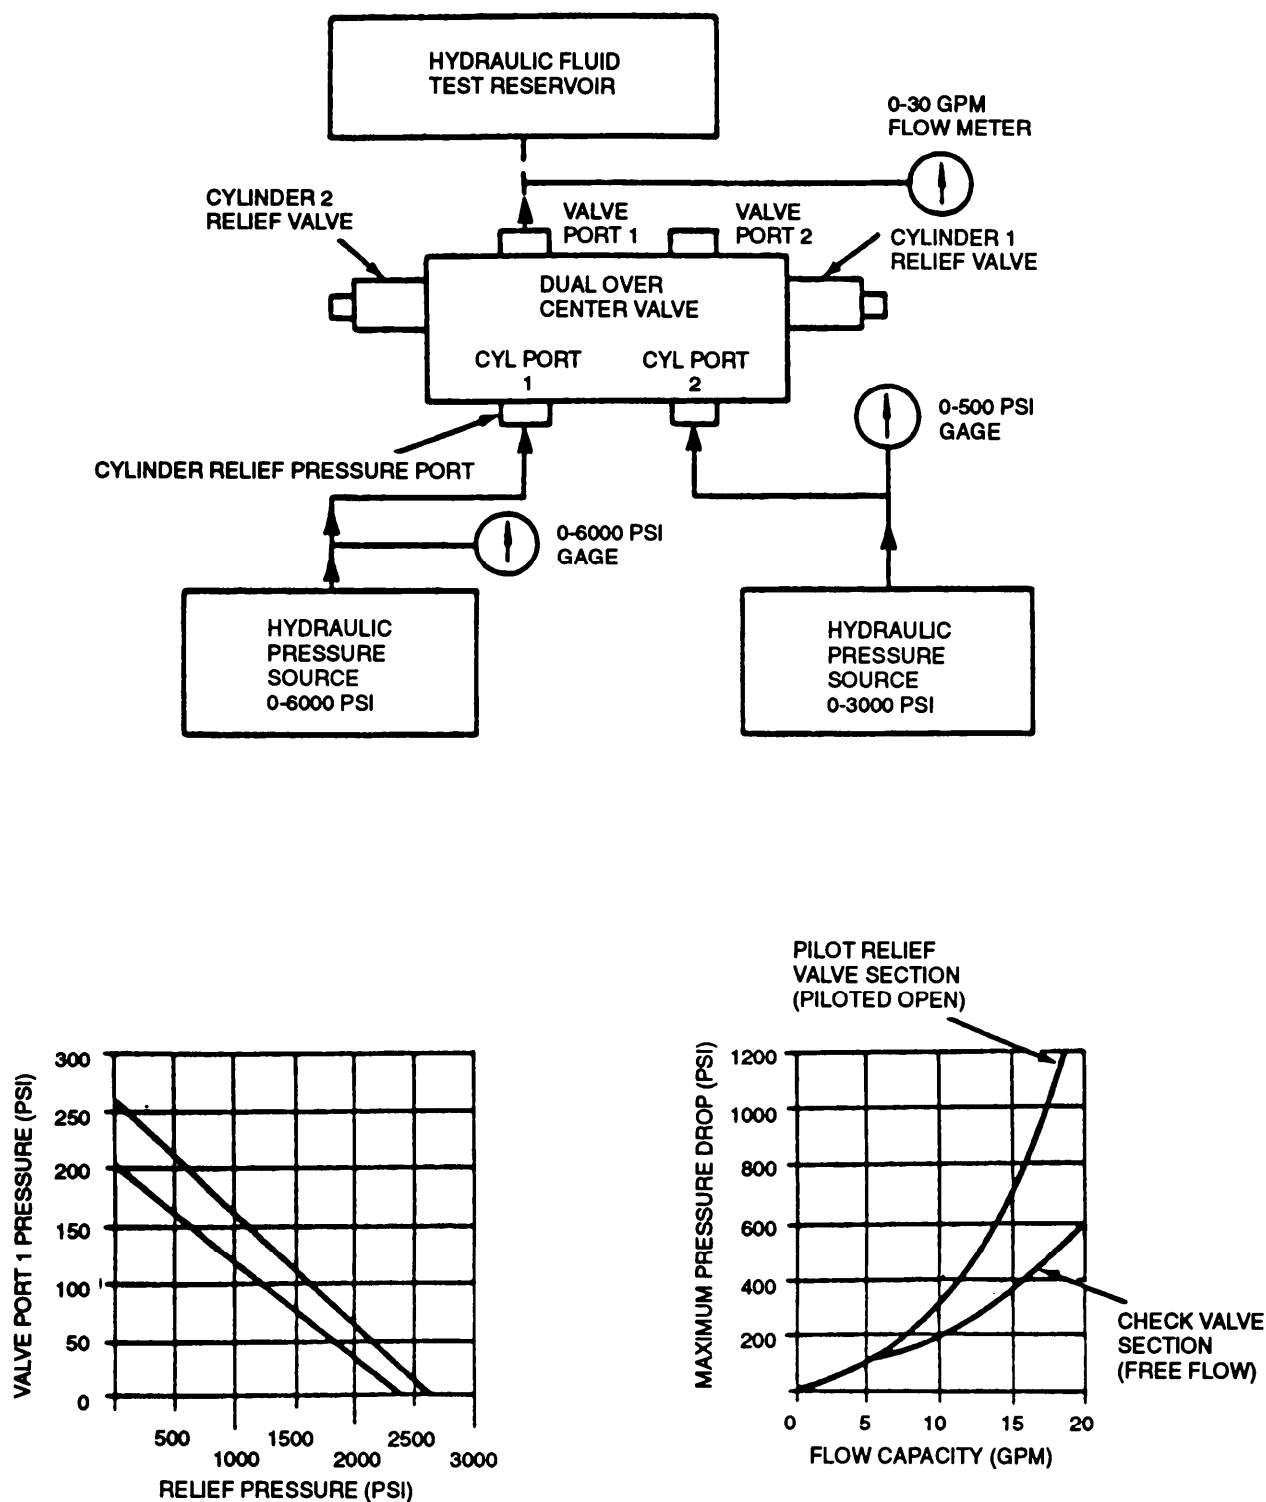 HYDRAULIC FLUID
TEST RESERVOIR
0-30 GPM
FLOW METER
CYLINDER 2
RELIEF VALVE
VALVE
PORT 1
VALVE
PORT 2
CYLINDER 1
RELIEF VALVE
DUAL OVER
CENTER VALVE
CYL PORT
1
CYL PORT
2
0-500 PSI
GAGE
CYLINDER RELIEF PRESSURE PORT
0-6000 PSI
GAGE
HYDRAULIC
PRESSURE
SOURCE
0-6000 PSI
HYDRAULIC
PRESSURE
SOURCE
0-3000 PSI
VALVE PORT 1 PRESSURE (PSI)
300
250
200
150
100
50
0
500
1000
1500
2000
2500
3000
RELIEF PRESSURE (PSI)
PILOT RELIEF
VALVE SECTION
(PILOTED OPEN)
MAXIMUM PRESSURE DROP (PSI)
1200
1000
800
600
400
200
0
5
10
15
20
FLOW CAPACITY (GPM)
CHECK VALVE
SECTION
(FREE FLOW)